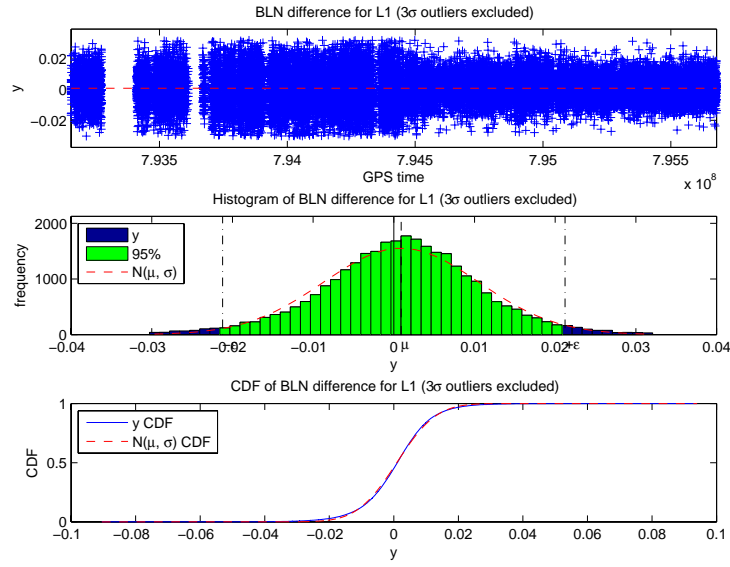 BLN difference for L1 (3σ outliers excluded)
y
0.02
0
−0.02
7.935
7.94
7.945
7.95
7.955
x 10^8
GPS time
Histogram of BLN difference for L1 (3σ outliers excluded)
frequency
2000
1000
0
y
95%
N(μ, σ)
−0.04
−0.03
−0.01
0
μ
0.01
0.02
+ε
0.03
0.04
y
CDF of BLN difference for L1 (3σ outliers excluded)
CDF
1
0.5
0
y CDF
N(μ, σ) CDF
−0.1
−0.08
−0.06
−0.04
−0.02
0
0.02
0.04
0.06
0.08
0.1
y